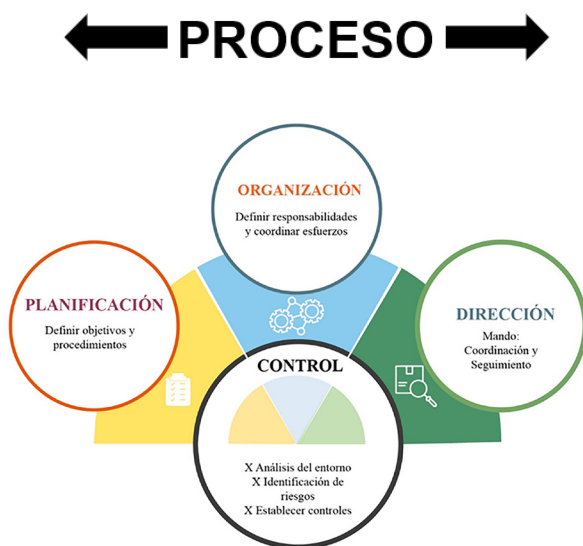 PROCESO
ORGANIZACIÓN
Definir responsabilidades
y coordinar esfuerzos
PLANIFICACIÓN
Definir objetivos y
procedimientos
DIRECCIÓN
Mando:
Coordinación y
Seguimiento
CONTROL
X Análisis del entorno
X Identificación de
riesgos
X Establecer controles